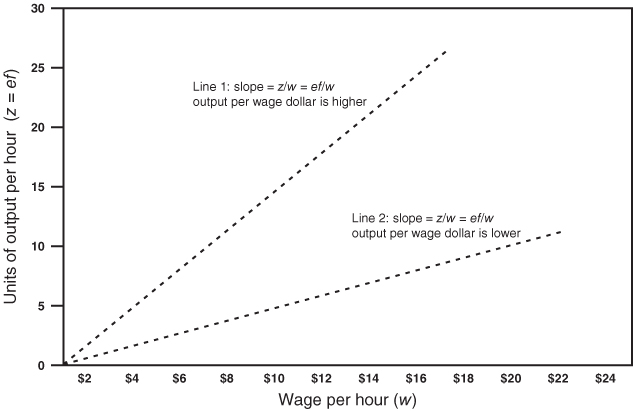 30
25
20
15
10
5
0
Units of output per hour (z = ef)
Line 1: slope = z/w = ef/w
output per wage dollar is higher
Line 2: slope = z/w = ef/w
output per wage dollar is lower
$2 $4 $6 $8 $10 $12 $14 $16 $18 $20 $22 $24
Wage per hour (w)